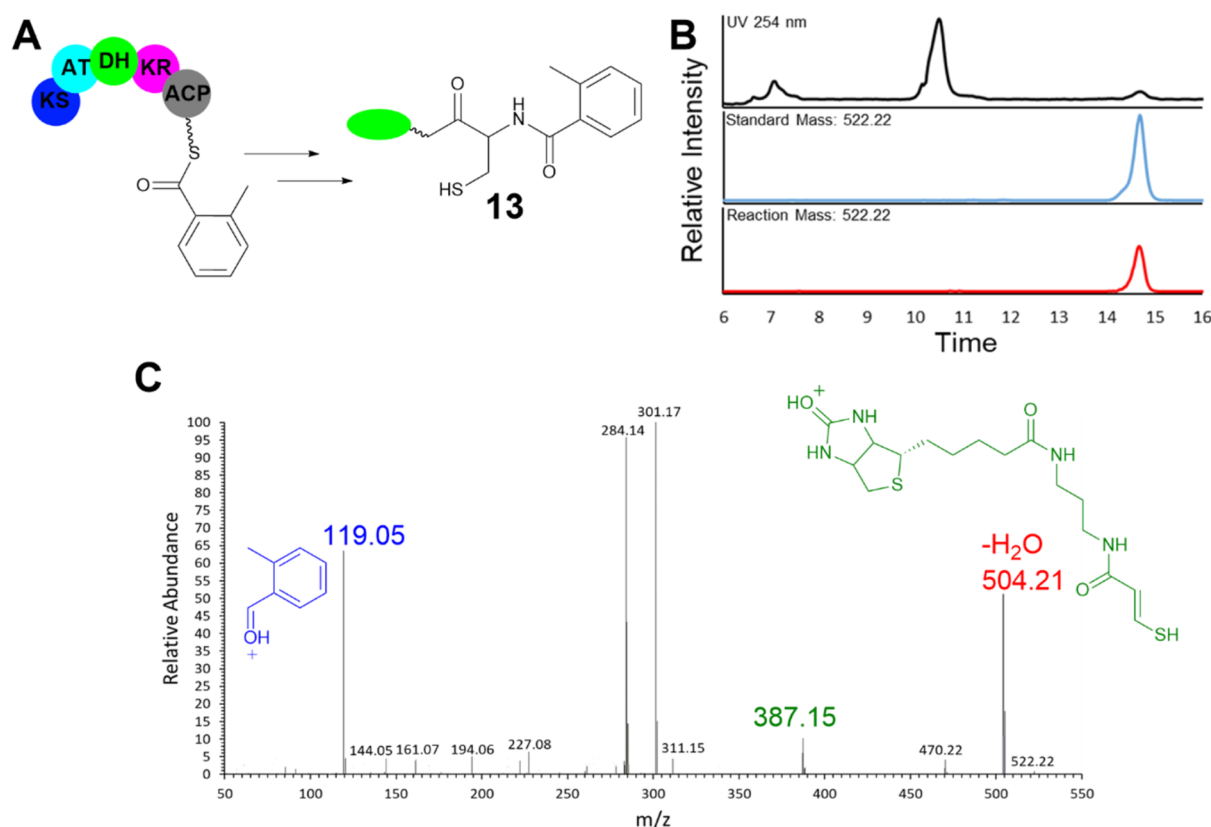 A
KS
AT
DH
KR
ACP
S
O
O
H
N
O
HS
13
B
Relative Intensity
UV 254 nm
Standard Mass: 522.22
Reaction Mass: 522.22
6 7 8 9 10 11 12 13 14 15 16
Time
C
Relative Abundance
100
95
90
85
80
75
70
65
60
55
50
45
40
35
30
25
20
15
10
5
0
119.05
OH
+
144.05
161.07
194.06
227.08
284.14
301.17
311.15
387.15
470.22
-H₂O
504.21
522.22
+
HO
NH
HN
S
O
NH
NH
O
SH
50 100 150 200 250 300 350 400 450 500 550
m/z